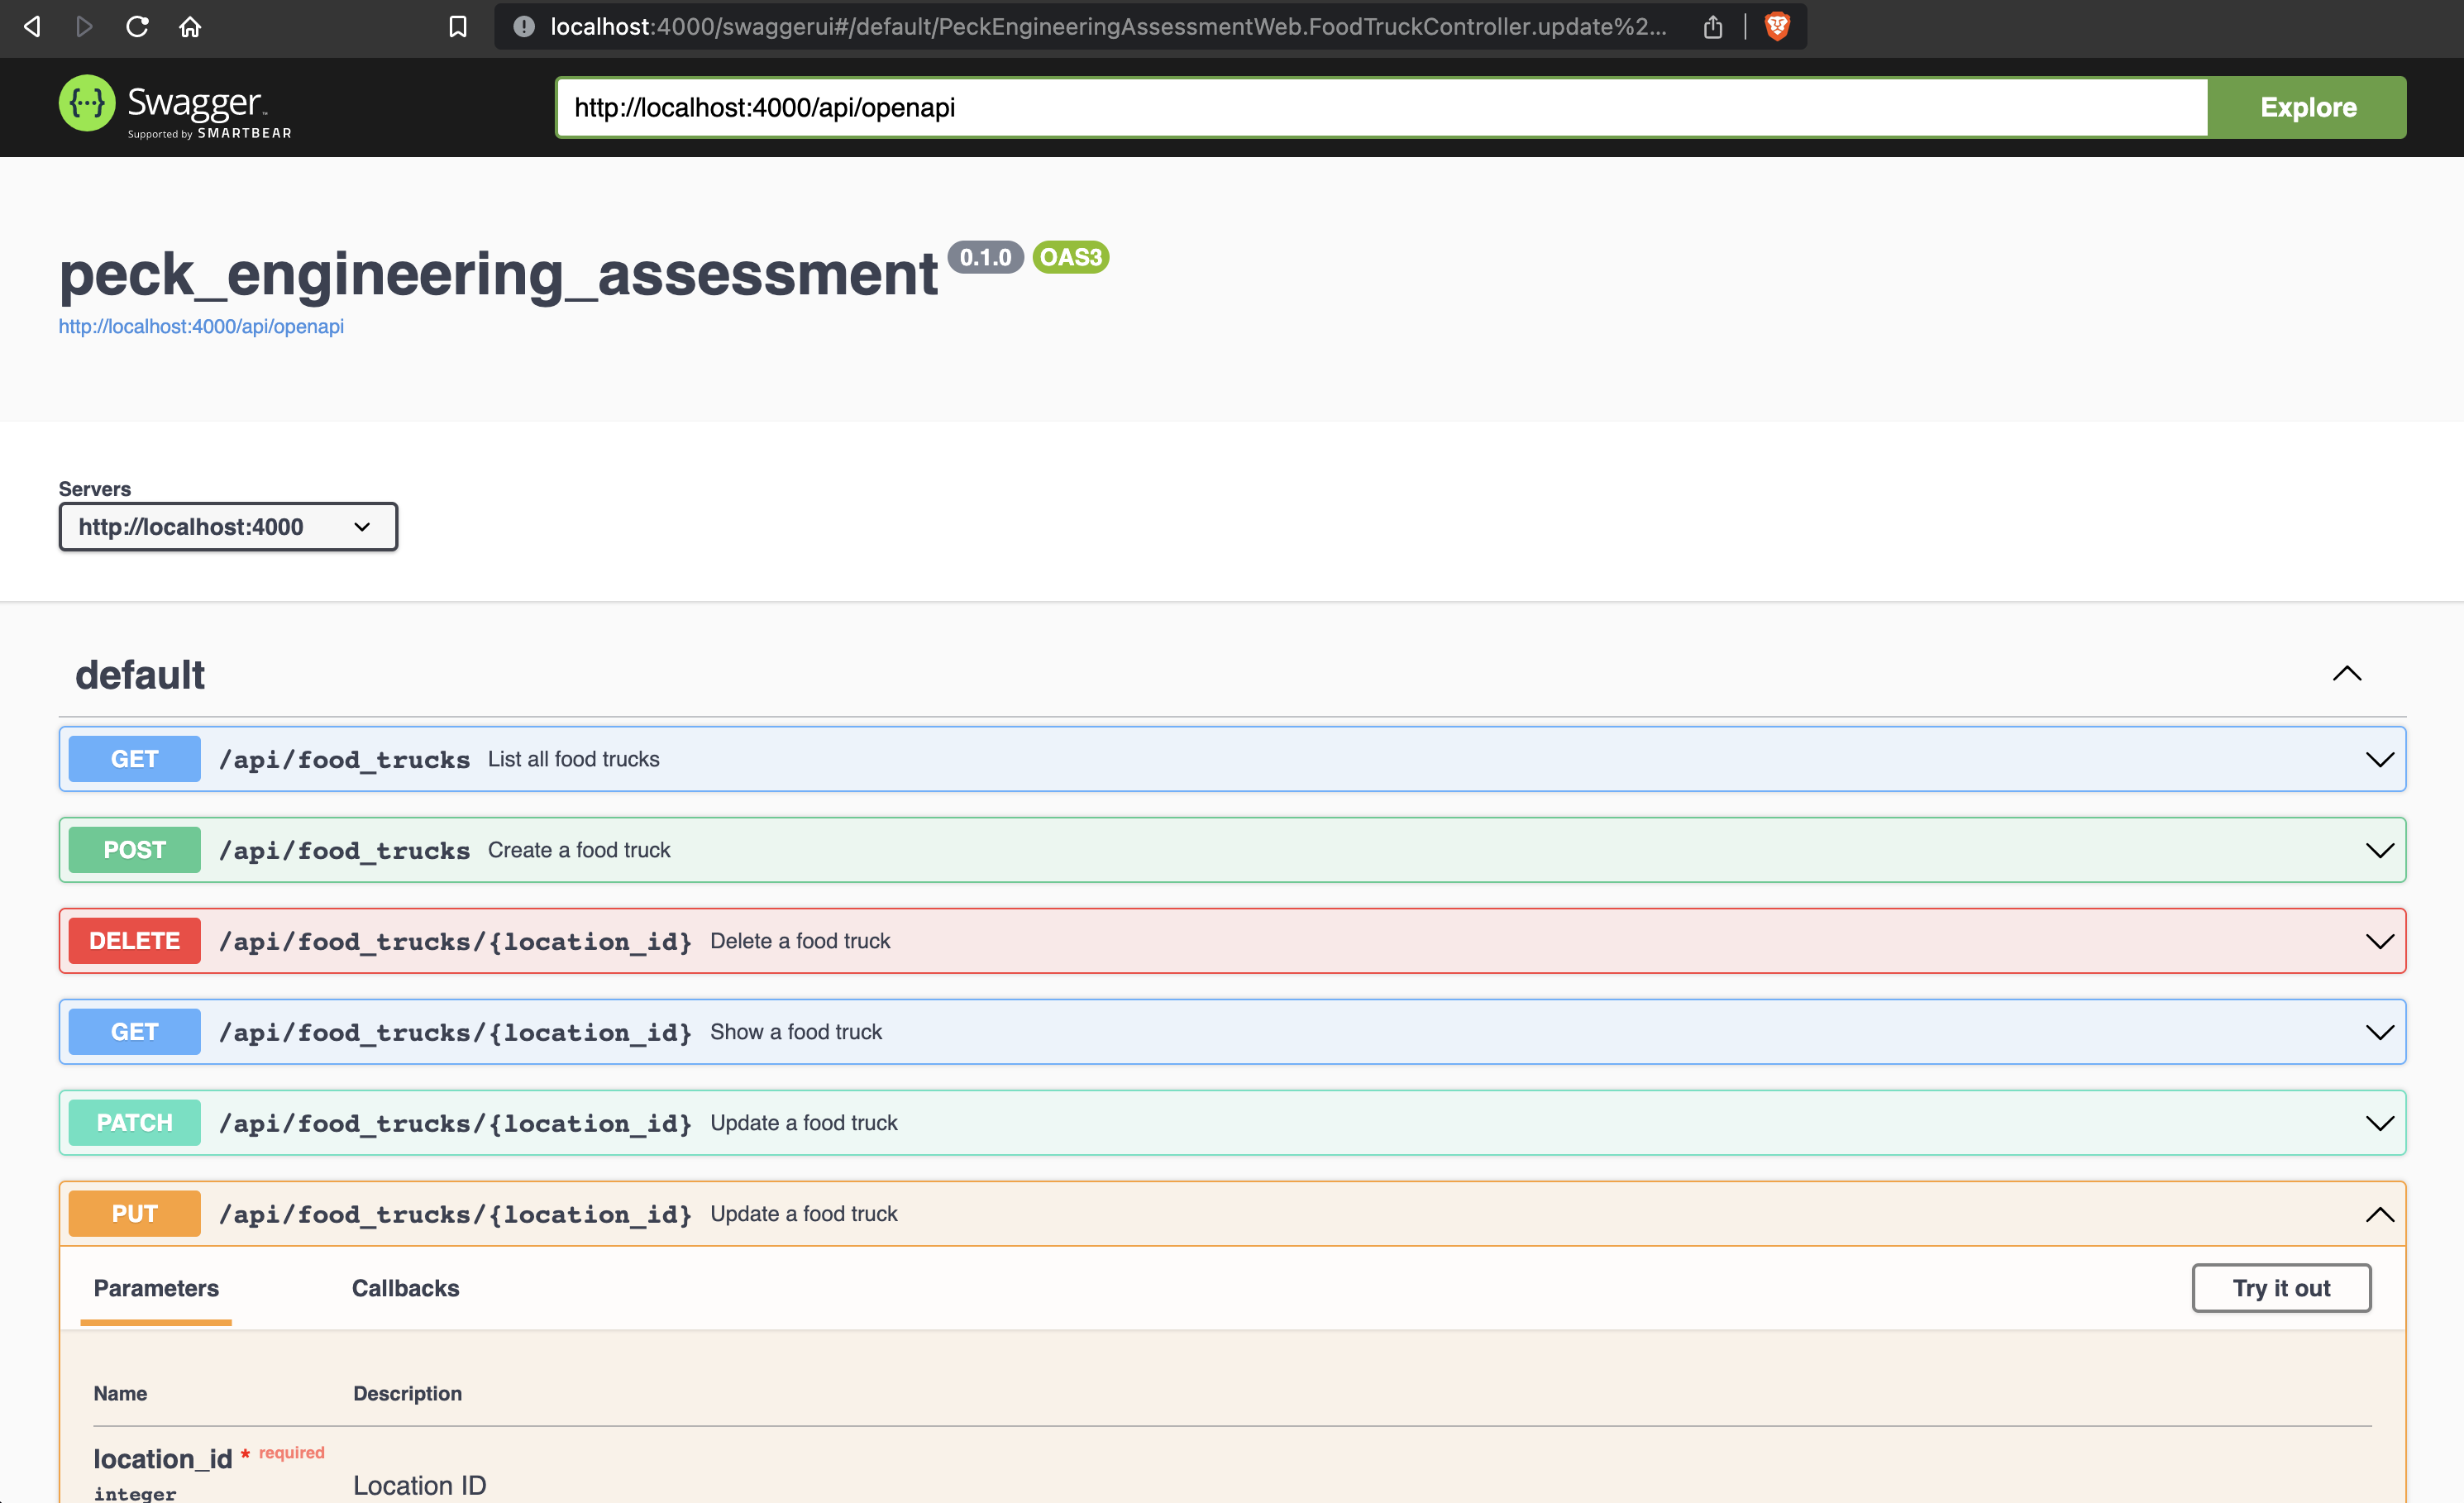 localhost:4000/swaggerui#/default/PeckEngineeringAssessmentWeb.FoodTruckController.update%2...
{···} Swagger™
Supported by SMARTBEAR
http://localhost:4000/api/openapi
Explore
peck_engineering_assessment 0.1.0 OAS3
http://localhost:4000/api/openapi
Servers
http://localhost:4000
default
GET /api/food_trucks List all food trucks
POST /api/food_trucks Create a food truck
DELETE /api/food_trucks/{location_id} Delete a food truck
GET /api/food_trucks/{location_id} Show a food truck
PATCH /api/food_trucks/{location_id} Update a food truck
PUT /api/food_trucks/{location_id} Update a food truck
Parameters Callbacks Try it out
Name Description
location_id * required
Location ID
integer